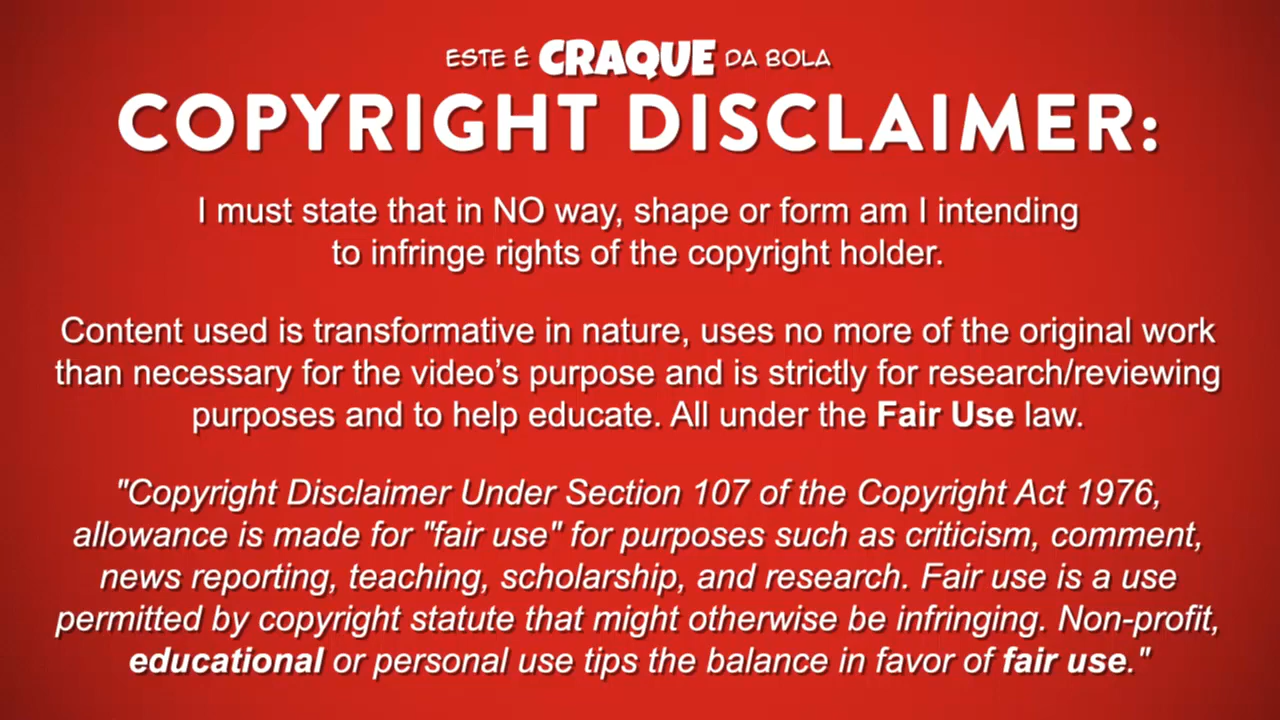 ESTE É CRAQUE DA BOLA
COPYRIGHT DISCLAIMER:
I must state that in NO way, shape or form am I intending
to infringe rights of the copyright holder.
Content used is transformative in nature, uses no more of the original work
than necessary for the video’s purpose and is strictly for research/reviewing
purposes and to help educate. All under the Fair Use law.
"Copyright Disclaimer Under Section 107 of the Copyright Act 1976,
allowance is made for "fair use" for purposes such as criticism, comment,
news reporting, teaching, scholarship, and research. Fair use is a use
permitted by copyright statute that might otherwise be infringing. Non-profit,
educational or personal use tips the balance in favor of fair use."